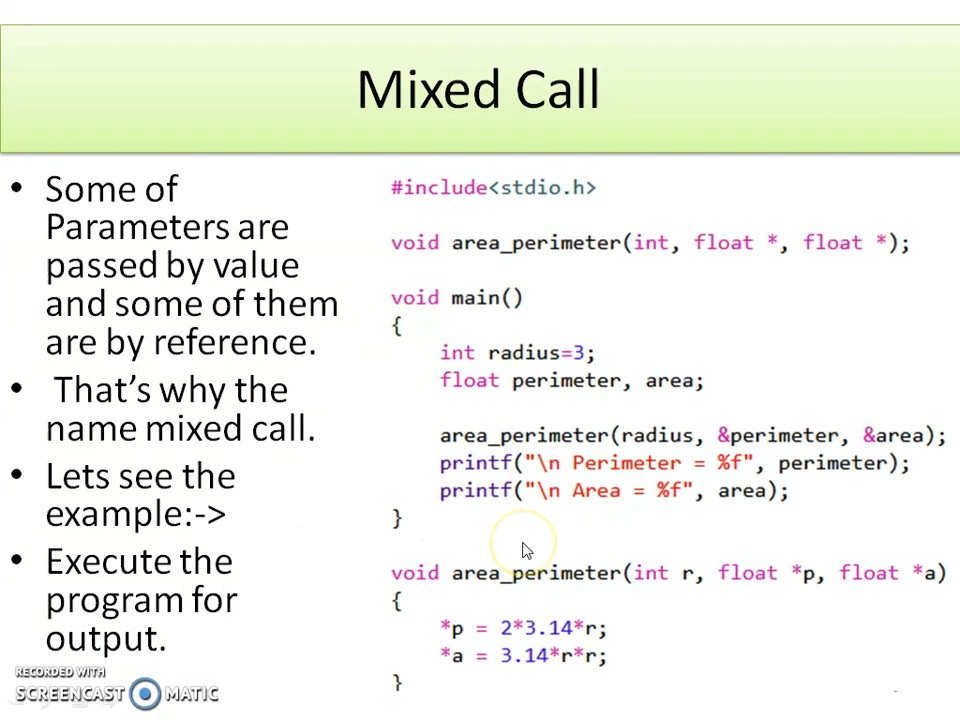 Mixed Call
• Some of
Parameters are
passed by value
and some of them
are by reference.
• That’s why the
name mixed call.
• Lets see the
example:->
• Execute the
program for
output.
#include<stdio.h>
void area_perimeter(int, float *, float *);
void main()
{
int radius=3;
float perimeter, area;
area_perimeter(radius, &perimeter, &area);
printf("\n Perimeter = %f", perimeter);
printf("\n Area = %f", area);
}
void area_perimeter(int r, float *p, float *a)
{
*p = 2*3.14*r;
*a = 3.14*r*r;
}
RECORDED WITH
SCREENCAST MATIC